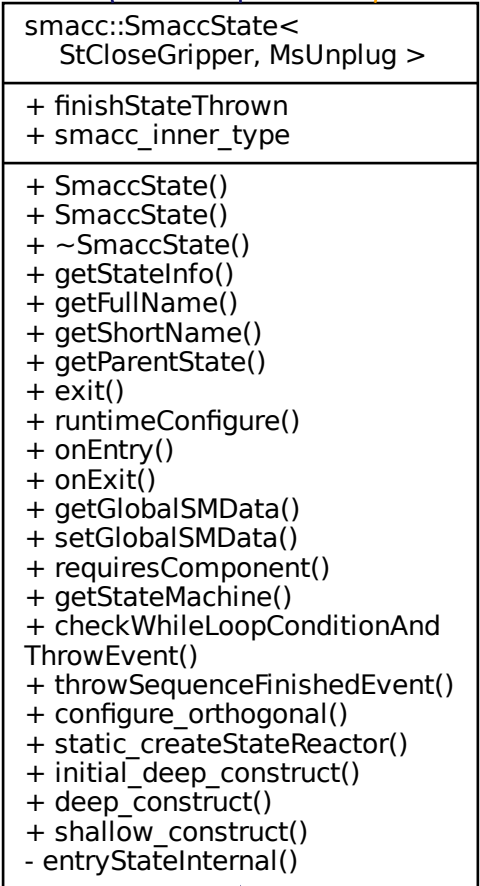 smacc::SmaccState<
StCloseGripper, MsUnplug >
+ finishStateThrown
+ smacc_inner_type
+ SmaccState()
+ SmaccState()
+ ~SmaccState()
+ getStateInfo()
+ getFullName()
+ getShortName()
+ getParentState()
+ exit()
+ runtimeConfigure()
+ onEntry()
+ onExit()
+ getGlobalSMData()
+ setGlobalSMData()
+ requiresComponent()
+ getStateMachine()
+ checkWhileLoopConditionAnd
ThrowEvent()
+ throwSequenceFinishedEvent()
+ configure_orthogonal()
+ static_createStateReactor()
+ initial_deep_construct()
+ deep_construct()
+ shallow_construct()
- entryStateInternal()